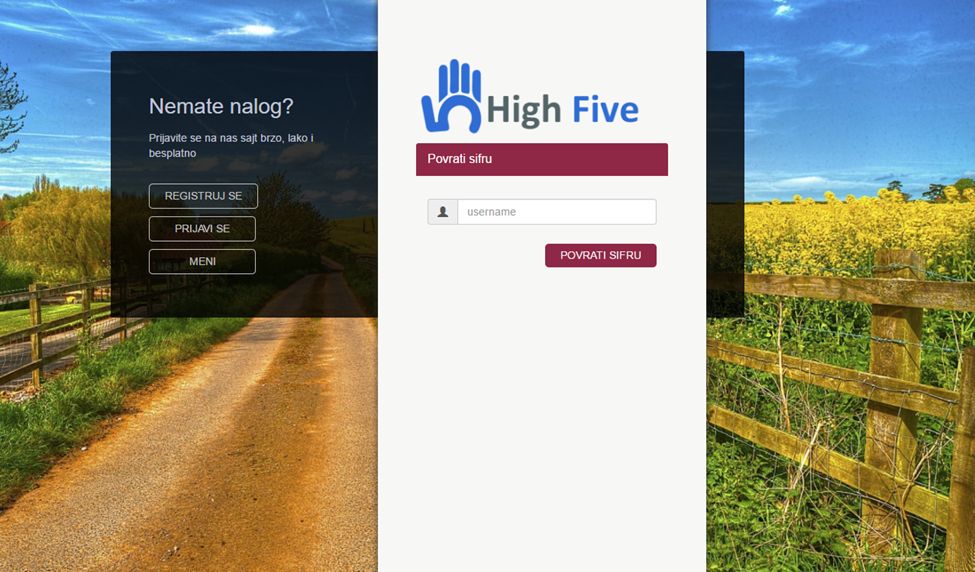 Nemate nalog?
Prijavite se na nas sajt brzo, lako i
besplatno
REGISTRUJ SE
PRIJAVI SE
MENI
High Five
Povrati sifru
username
POVRATI SIFRU